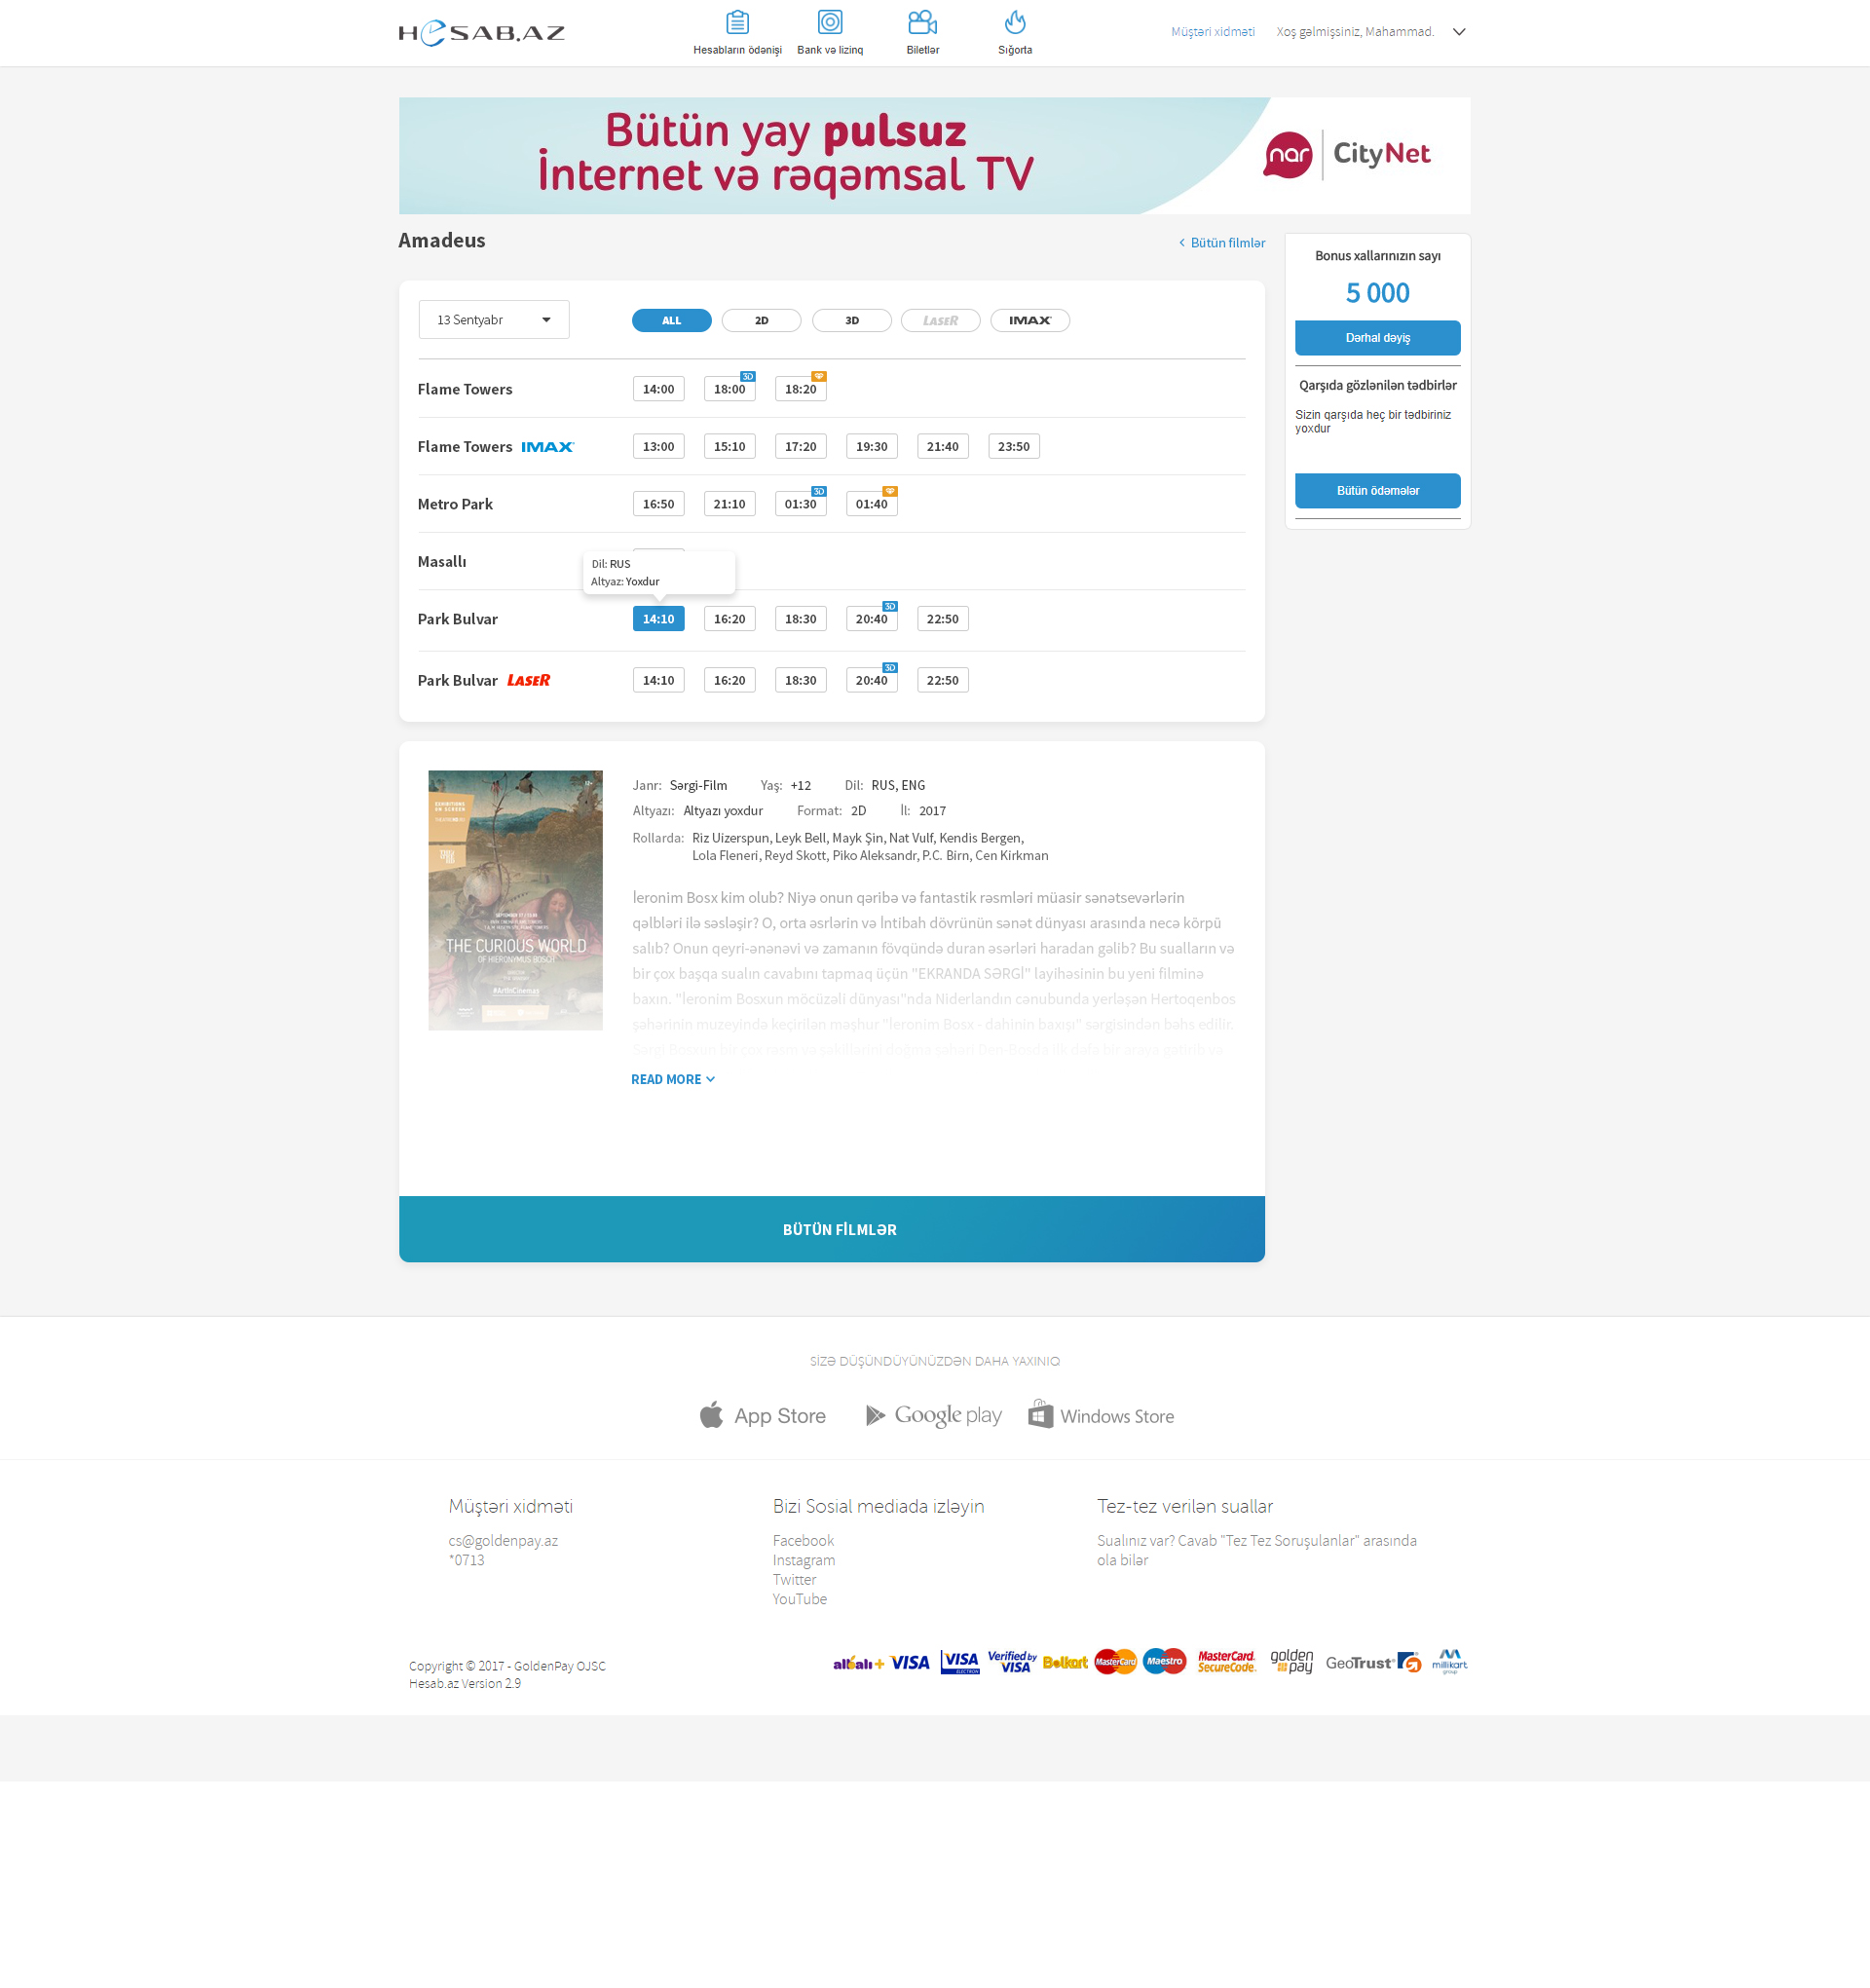 HeSAB.AZ
Hesabların ödənişi
Bank və lizinq
Biletlər
Sığorta
Müştəri xidməti
Xoş gəlmişsiniz, Məhəmməd.
Bütün yay pulsuz
İnternet və rəqəmsal TV
nar
CityNet
Amadeus
Bütün filmlər
13 Sentyabr
ALL
2D
3D
LASER
IMAX
Flame Towers
14:00
18:00 3D
18:20
Flame Towers IMAX
13:00
15:10
17:20
19:30
21:40
23:50
Metro Park
16:50
21:10
01:30 3D
01:40
Masallı
Dil: RUS
Altyaz: Yoxdur
Park Bulvar
14:10
16:20
18:30
20:40 3D
22:50
Park Bulvar LASER
14:10
16:20
18:30
20:40 3D
22:50
Bonus xallarınızın sayı
5 000
Dərhal dəyiş
Qarşıda gözlənilən tədbirlər
Sizin qarşıda heç bir tədbiriniz
yoxdur
Bütün ödəmələr
EXHIBITIONS
ON SCREEN
THE CURIOUS WORLD
OF HIERONYMUS BOSCH
#ArtInCinemas
Janr: Sərgi-Film Yaş: +12 Dil: RUS, ENG
Altyazı: Altyazı yoxdur Format: 2D İl: 2017
Rollarda: Riz Uizerspun, Leyk Bell, Mayk Şin, Nat Vulf, Kendis Bergen,
Lola Fleneri, Reyd Skott, Piko Aleksandr, P.C. Birn, Cen Kirkman
İeronim Bosx kim olub? Niyə onun qəribə və fantastik rəsmləri müasir sənətsevərlərin
qəlbləri ilə səsləşir? O, orta əsrlərin və İntibah dövrünün sənət dünyası arasında necə körpü
salıb? Onun qeyri-ənənəvi və zamanın fövqündə duran əsərləri haradan gəlib? Bu sualların və
bir çox başqa sualın cavabını tapmaq üçün "EKRANDA SƏRGİ" layihəsinin bu yeni filminə
baxın. "İeronim Bosxun möcüzəli dünyası"nda Niderlandın cənubunda yerləşən Hertoqenbos
şəhərinin muzeyində keçirilən məşhur "İeronim Bosx - dahinin baxışı" sərgisindən bəhs edilir.
READ MORE
BÜTÜN FİLMLƏR
SİZƏ DÜŞÜNDÜYÜNÜZDƏN DAHA YAXINIQ
App Store
Google play
Windows Store
Müştəri xidməti
cs@goldenpay.az
*0713
Bizi Sosial mediada izləyin
Facebook
Instagram
Twitter
YouTube
Tez-tez verilən suallar
Sualınız var? Cavab "Tez Tez Soruşulanlar" arasında
ola bilər
Copyright © 2017 - GoldenPay OJSC
Hesab.az Version 2.9
albalı+
VISA
VISA ELECTRON
Verified by VISA
Bolkart
MasterCard
Maestro
MasterCard. SecureCode.
golden pay
GeoTrust
millikart group